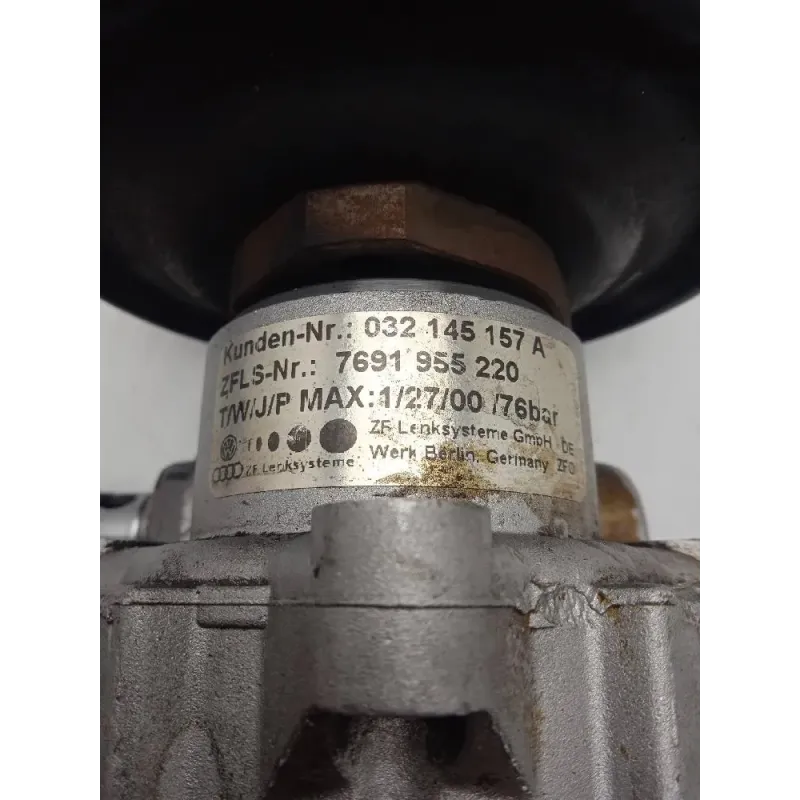 Kunden-Nr.: 032 145 157 A
ZFLS-Nr.: 7691 955 220
T/W/J/P MAX:1/27/00 /76bar
ZF Lenksysteme GmbH. DE
ZF Lenksysteme Werk Berlin, Germany ZFO